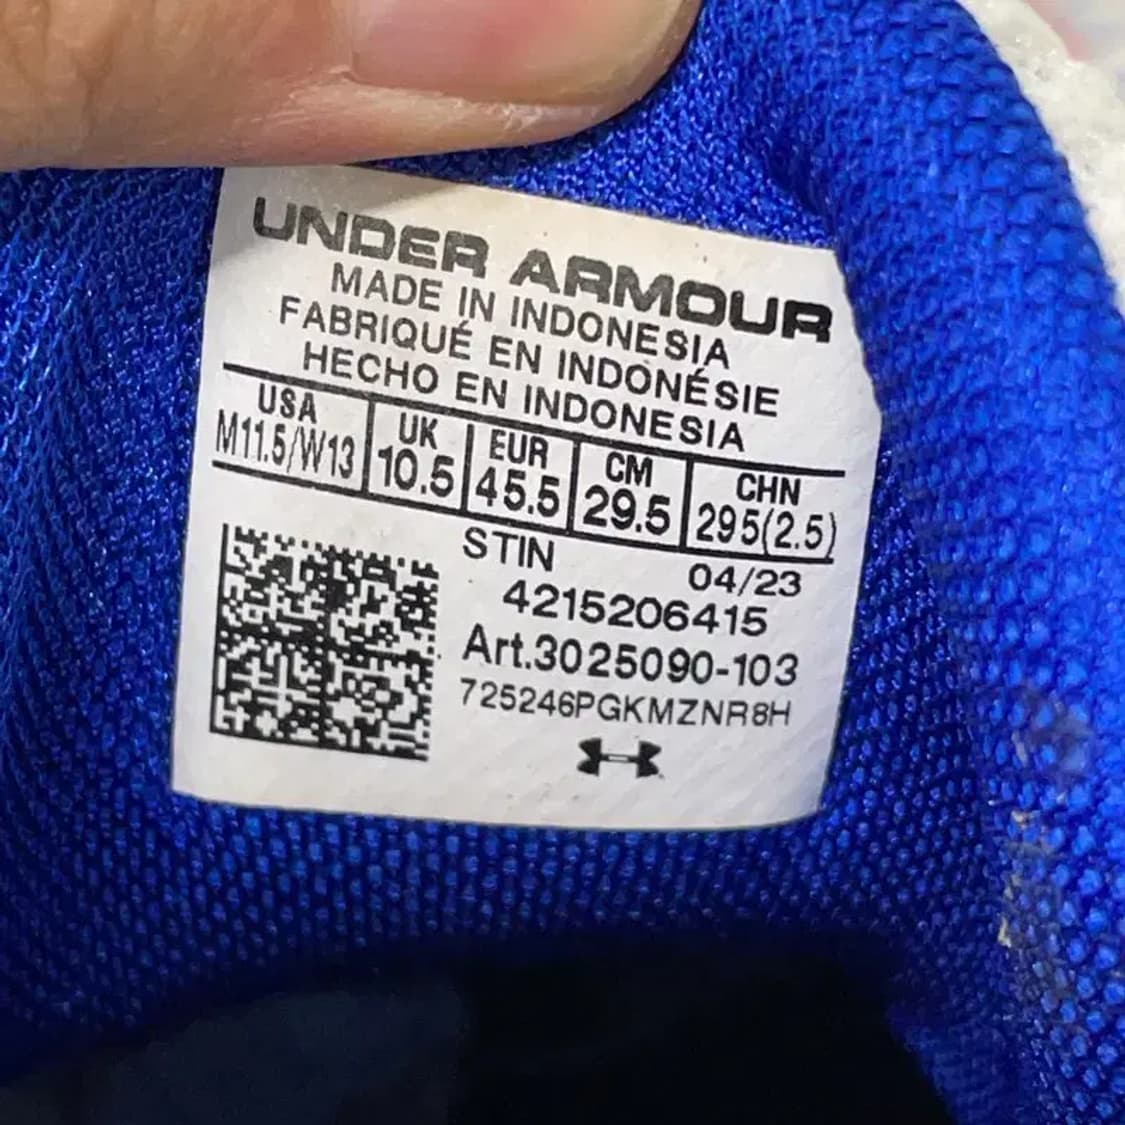 UNDER ARMOUR
MADE IN INDONESIA
FABRIQUÉ EN INDONÉSIE
HECHO EN INDONESIA
USA UK EUR CM CHN
M11.5/W13 10.5 45.5 29.5 295(2.5)
STIN 04/23
4215206415
Art.3025090-103
725246PGKMZNR8H